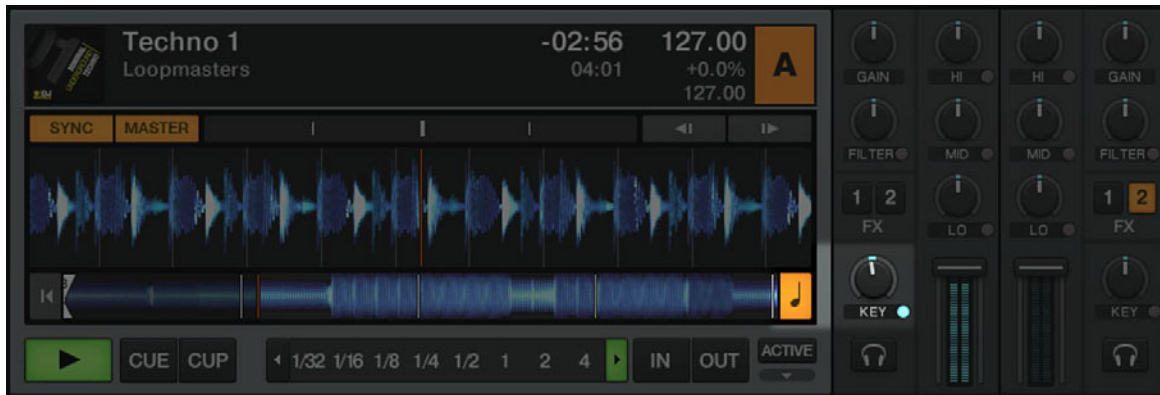 Techno 1
Loopmasters
-02:56
04:01
127.00
+0.0%
127.00
A
SYNC MASTER
CUE CUP
1/32 1/16 1/8 1/4 1/2 1 2 4
IN OUT
ACTIVE
GAIN HI HI GAIN
FILTER MID MID FILTER
1 2 LO LO 1 2
FX FX
KEY KEY